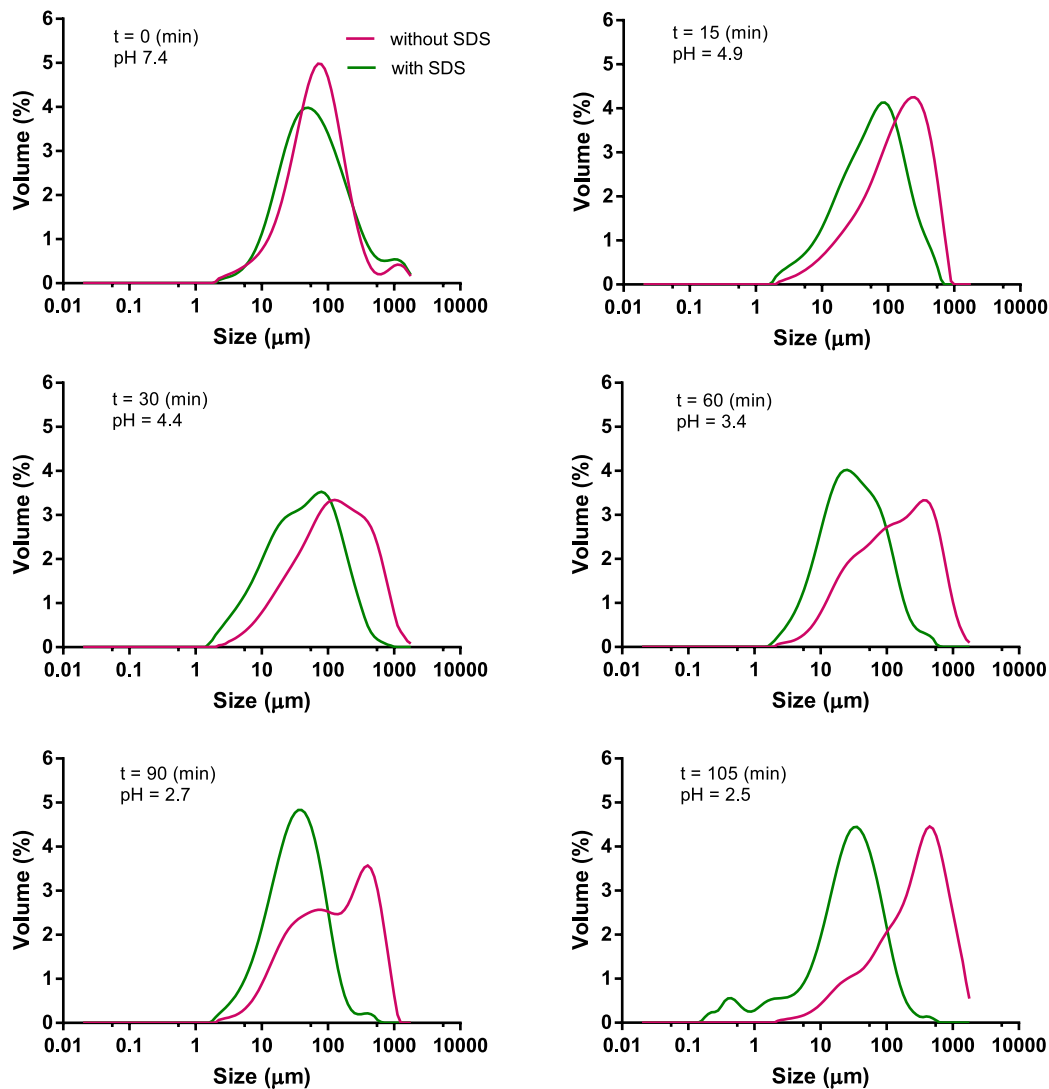 t = 0 (min)
pH 7.4
without SDS
with SDS
6
5
4
3
2
1
0
Volume (%)
0.01 0.1 1 10 100 1000 10000
Size (μm)
t = 15 (min)
pH = 4.9
6
5
4
3
2
1
0
Volume (%)
0.01 0.1 1 10 100 1000 10000
Size (μm)
t = 30 (min)
pH = 4.4
6
5
4
3
2
1
0
Volume (%)
0.01 0.1 1 10 100 1000 10000
Size (μm)
t = 60 (min)
pH = 3.4
6
5
4
3
2
1
0
Volume (%)
0.01 0.1 1 10 100 1000 10000
Size (μm)
t = 90 (min)
pH = 2.7
6
5
4
3
2
1
0
Volume (%)
0.01 0.1 1 10 100 1000 10000
Size (μm)
t = 105 (min)
pH = 2.5
6
5
4
3
2
1
0
Volume (%)
0.01 0.1 1 10 100 1000 10000
Size (μm)